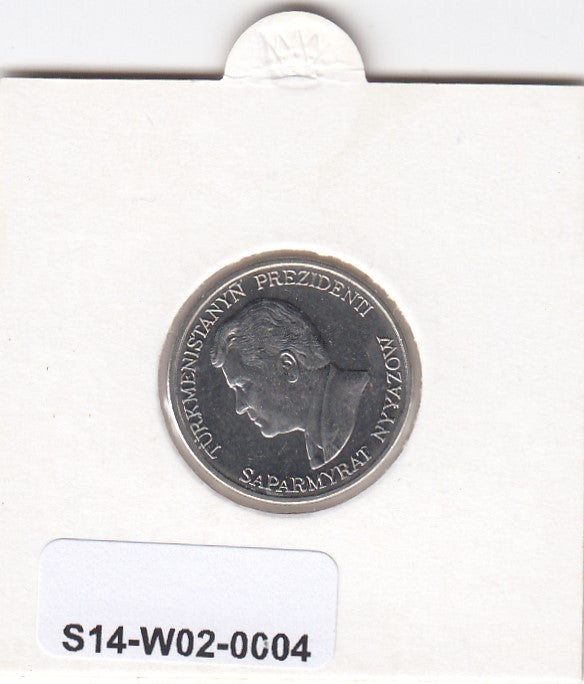 TÜRKMENISTANYŇ PREZIDENTI
SAPARMYRAT NYÝAZOW
S14-W02-0004